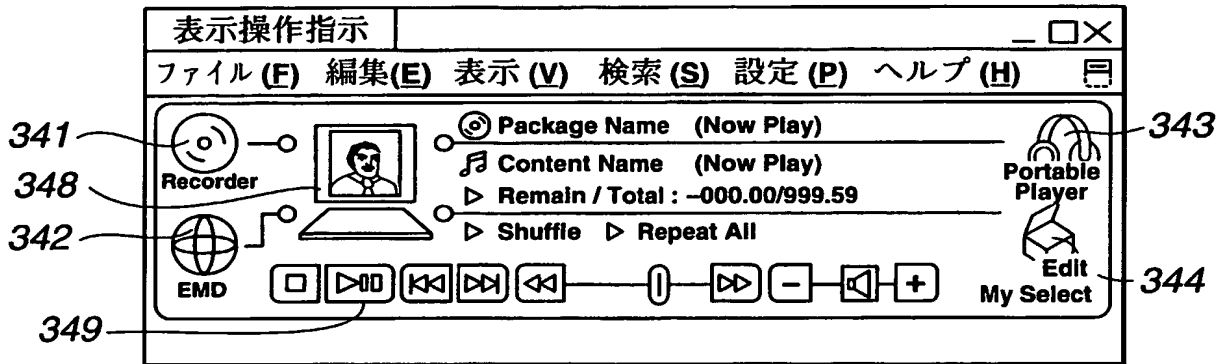 表示操作指示
ファイル (F) 編集(E) 表示 (V) 検索 (S) 設定 (P) ヘルプ (H)
341
348
342
349
Recorder
EMD
Package Name (Now Play)
Content Name (Now Play)
Remain / Total : –000.00/999.59
Shuffle Repeat All
Portable
Player
Edit
My Select
343
344